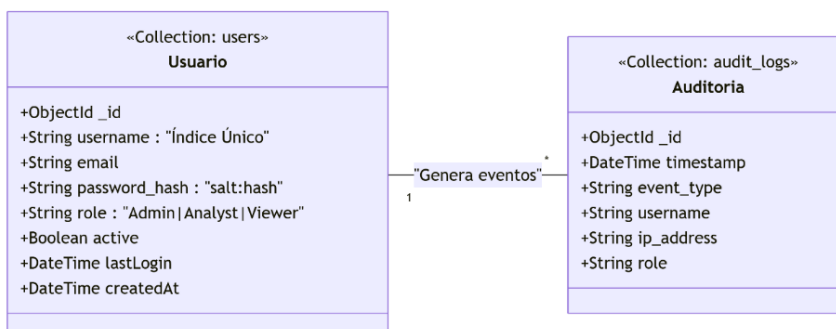 «Collection: users»
Usuario
+ObjectId _id
+String username : "Índice Único"
+String email
+String password_hash : "salt:hash"
+String role : "Admin|Analyst|Viewer"
+Boolean active
+DateTime lastLogin
+DateTime createdAt
1
"Genera eventos"
*
«Collection: audit_logs»
Auditoria
+ObjectId _id
+DateTime timestamp
+String event_type
+String username
+String ip_address
+String role